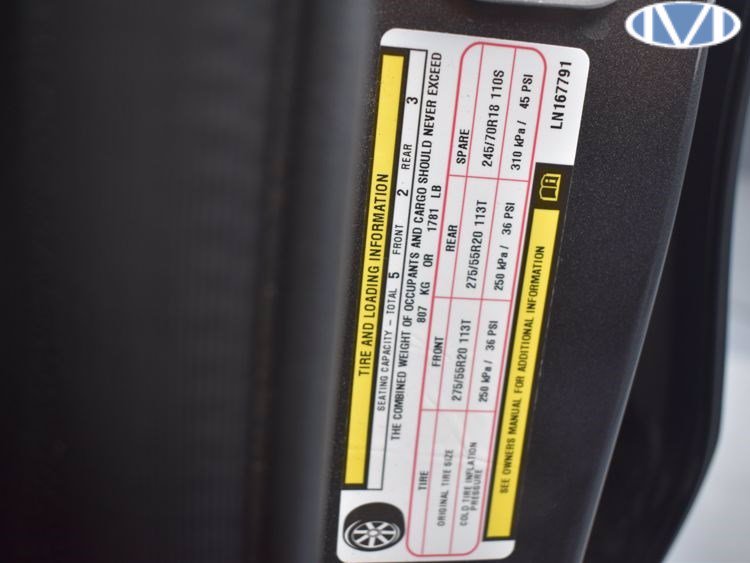 TIRE AND LOADING INFORMATION
SEATING CAPACITY - TOTAL 5 FRONT 2 REAR 3
THE COMBINED WEIGHT OF OCCUPANTS AND CARGO SHOULD NEVER EXCEED
807 KG OR 1781 LB
TIRE FRONT REAR SPARE
ORIGINAL TIRE SIZE 275/55R20 113T 275/55R20 113T 245/70R18 110S
COLD TIRE INFLATION PRESSURE 250 kPa / 36 PSI 250 kPa / 36 PSI 310 kPa / 45 PSI
SEE OWNERS MANUAL FOR ADDITIONAL INFORMATION
LN167791
IVI